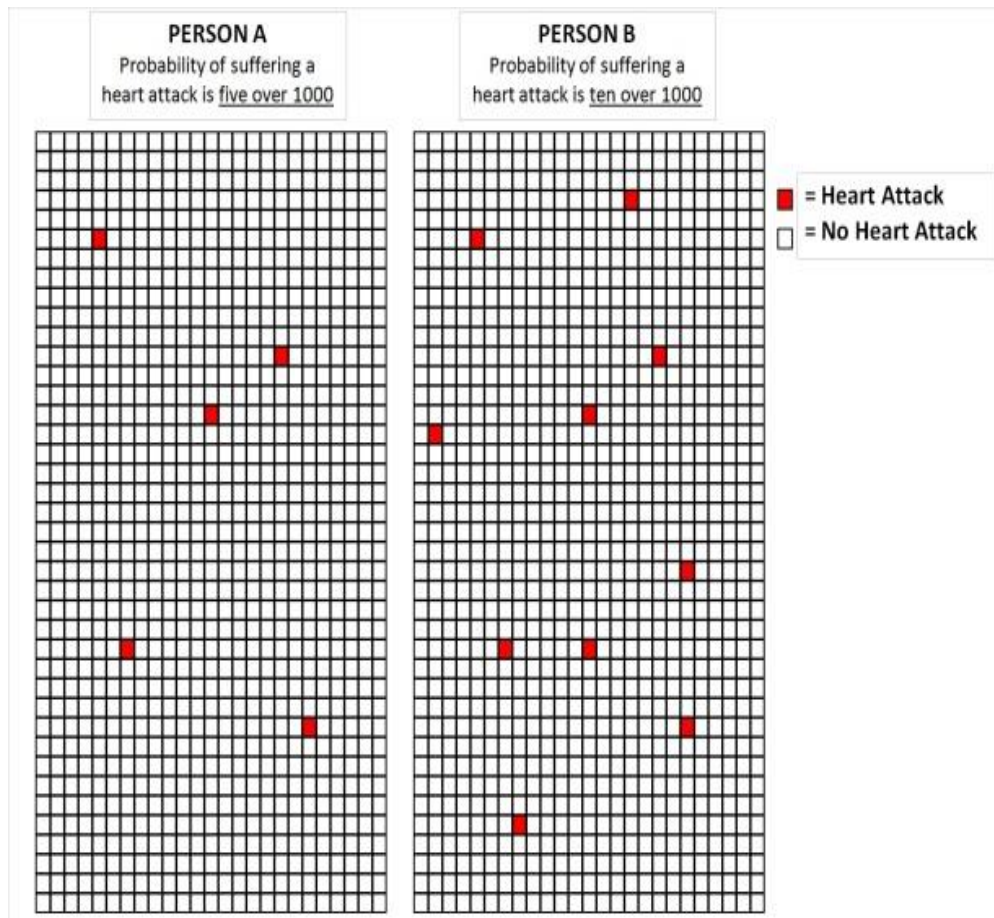 PERSON A
Probability of suffering a
heart attack is five over 1000
PERSON B
Probability of suffering a
heart attack is ten over 1000
= Heart Attack
= No Heart Attack